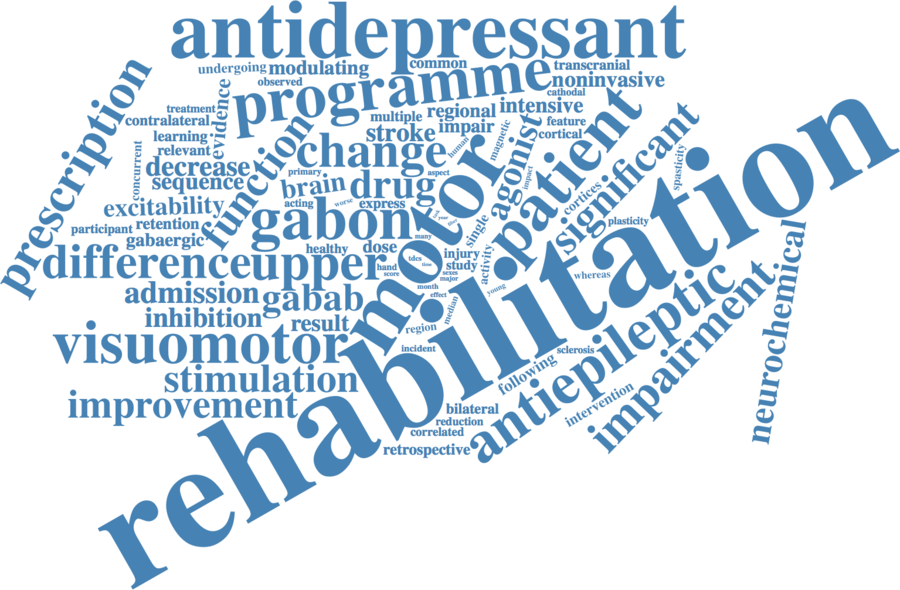 antidepressant
undergoing
modulating
common
transcranial
observed
programme
noninvasive
cathodal
prescription
treatment
contralateral
evidence
multiple
regional
intensive
learning
function
stroke
impair
feature
cortical
relevant
concurrent
change
human
magnetic
agonist
patient
significant
decrease
sequence
primary
brain
drug
aspect
impact
spasticity
acting
worse
express
motor
cortices
excitability
gabon
single
plasticity
participant
retention
gabaergic
healthy
dose
many
injury
study
activity
differenceupper
hand
score
tdcs
time
sexes
major
whereas
rehabilitation
admission
gabab
month
effect
median
young
neurochemical
inhibition
result
region
antiepileptic
impairment
visuomotor
incident
sclerosis
stimulation
following
improvement
bilateral
intervention
reduction
correlated
retrospective